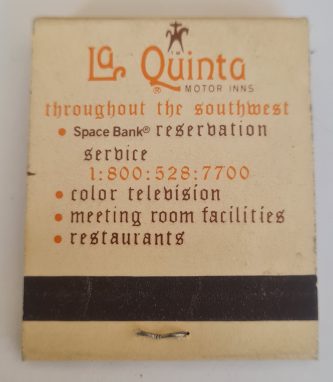 La Quinta
® MOTOR INNS
throughout the southwest
• Space Bank® reservation
service
1:800:528:7700
• color television
• meeting room facilities
• restaurants